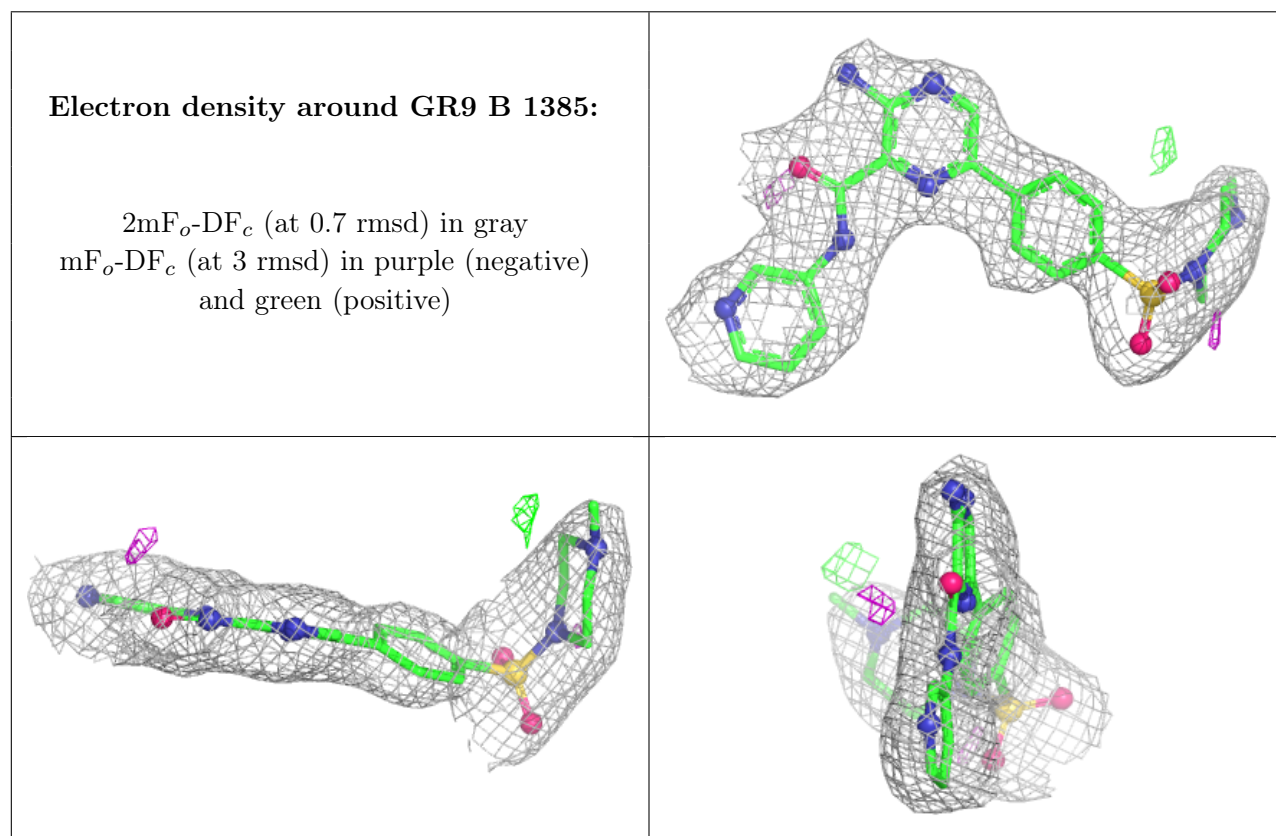 Electron density around GR9 B 1385:
2mFo-DFc (at 0.7 rmsd) in gray
mFo-DFc (at 3 rmsd) in purple (negative)
and green (positive)